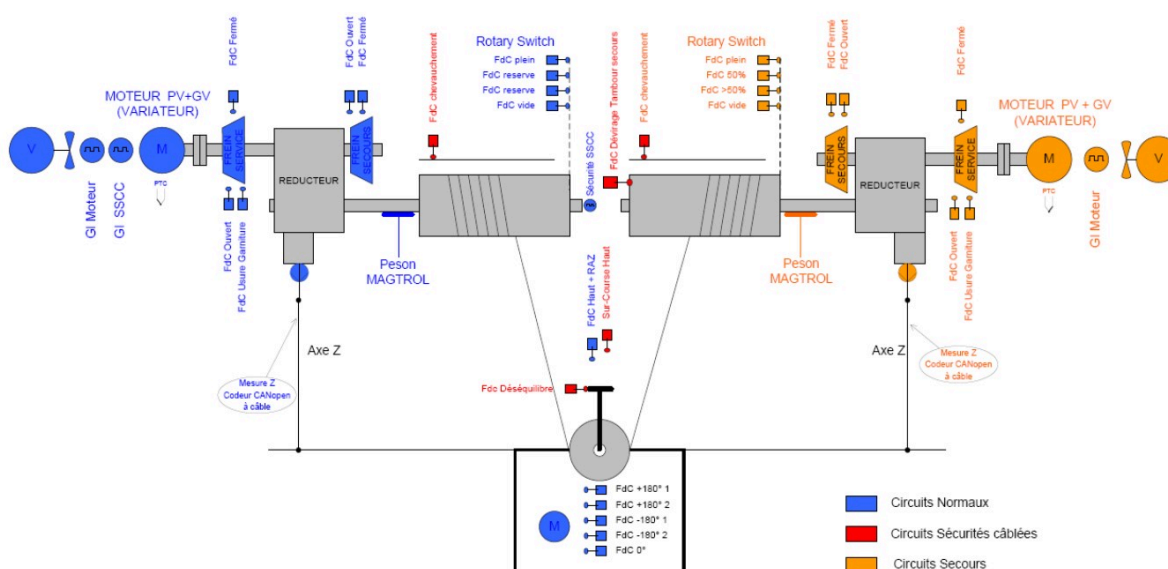 FdC Fermé
FdC Ouvert
FdC Fermé
MOTEUR PV+GV
(VARIATEUR)
V
GI Moteur
GI SSCC
M
PTC
FREIN
SERVICE
FdC Ouvert
FdC Usure Garniture
REDUCTEUR
FREIN
SECOURS
FdC chevauchement
Rotary Switch
FdC plein
FdC reserve
FdC reserve
FdC vide
Peson
MAGTROL
Sécurité SSCC
FdC Dévirage Tambour secours
FdC chevauchement
Rotary Switch
FdC plein
FdC 50%
FdC >50%
FdC vide
Peson
MAGTROL
FdC Fermé
FdC Ouvert
FdC Fermé
MOTEUR PV + GV
(VARIATEUR)
FREIN
SECOURS
REDUCTEUR
FREIN
SERVICE
M
PTC
GI Moteur
V
FdC Ouvert
FdC Usure Garniture
FdC Haut + RAZ
Sur-Course Haut
Axe Z
Mesure Z
Codeur CANopen
à câble
Fdc Déséquilibre
Axe Z
Mesure Z
Codeur CANopen
à câble
M
FdC +180° 1
FdC +180° 2
FdC -180° 1
FdC -180° 2
FdC 0°
Circuits Normaux
Circuits Sécurités câblées
Circuits Secours